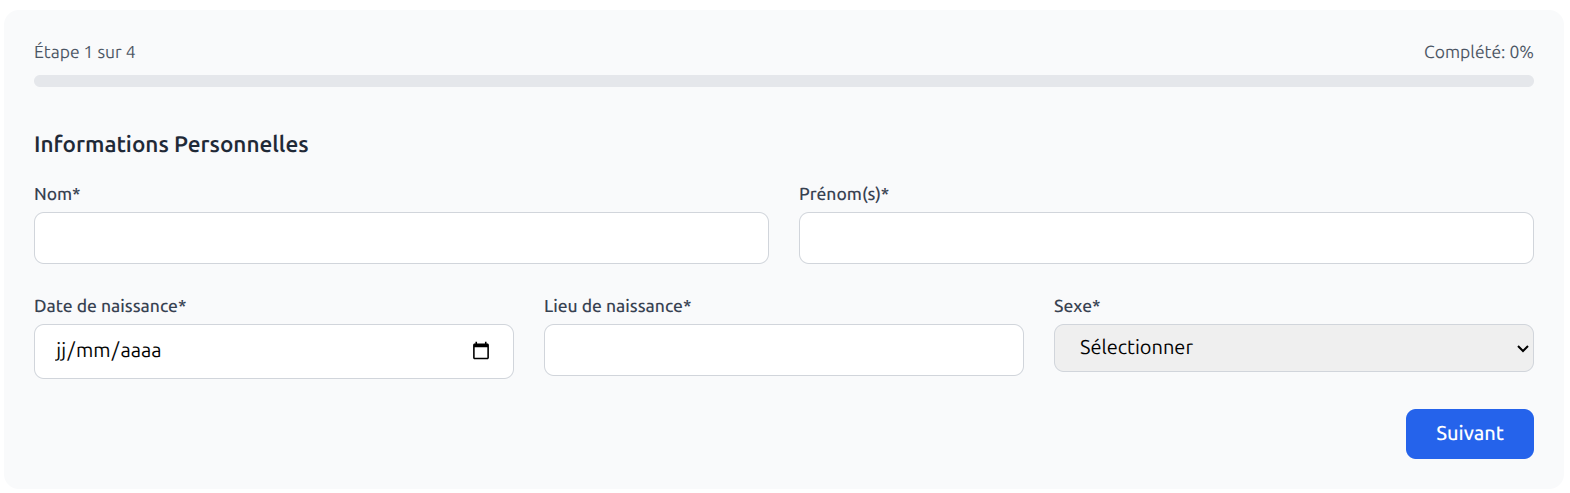 Étape 1 sur 4
Complété: 0%
Informations Personnelles
Nom*
Prénom(s)*
Date de naissance*
Lieu de naissance*
Sexe*
jj/mm/aaaa
Sélectionner
Suivant